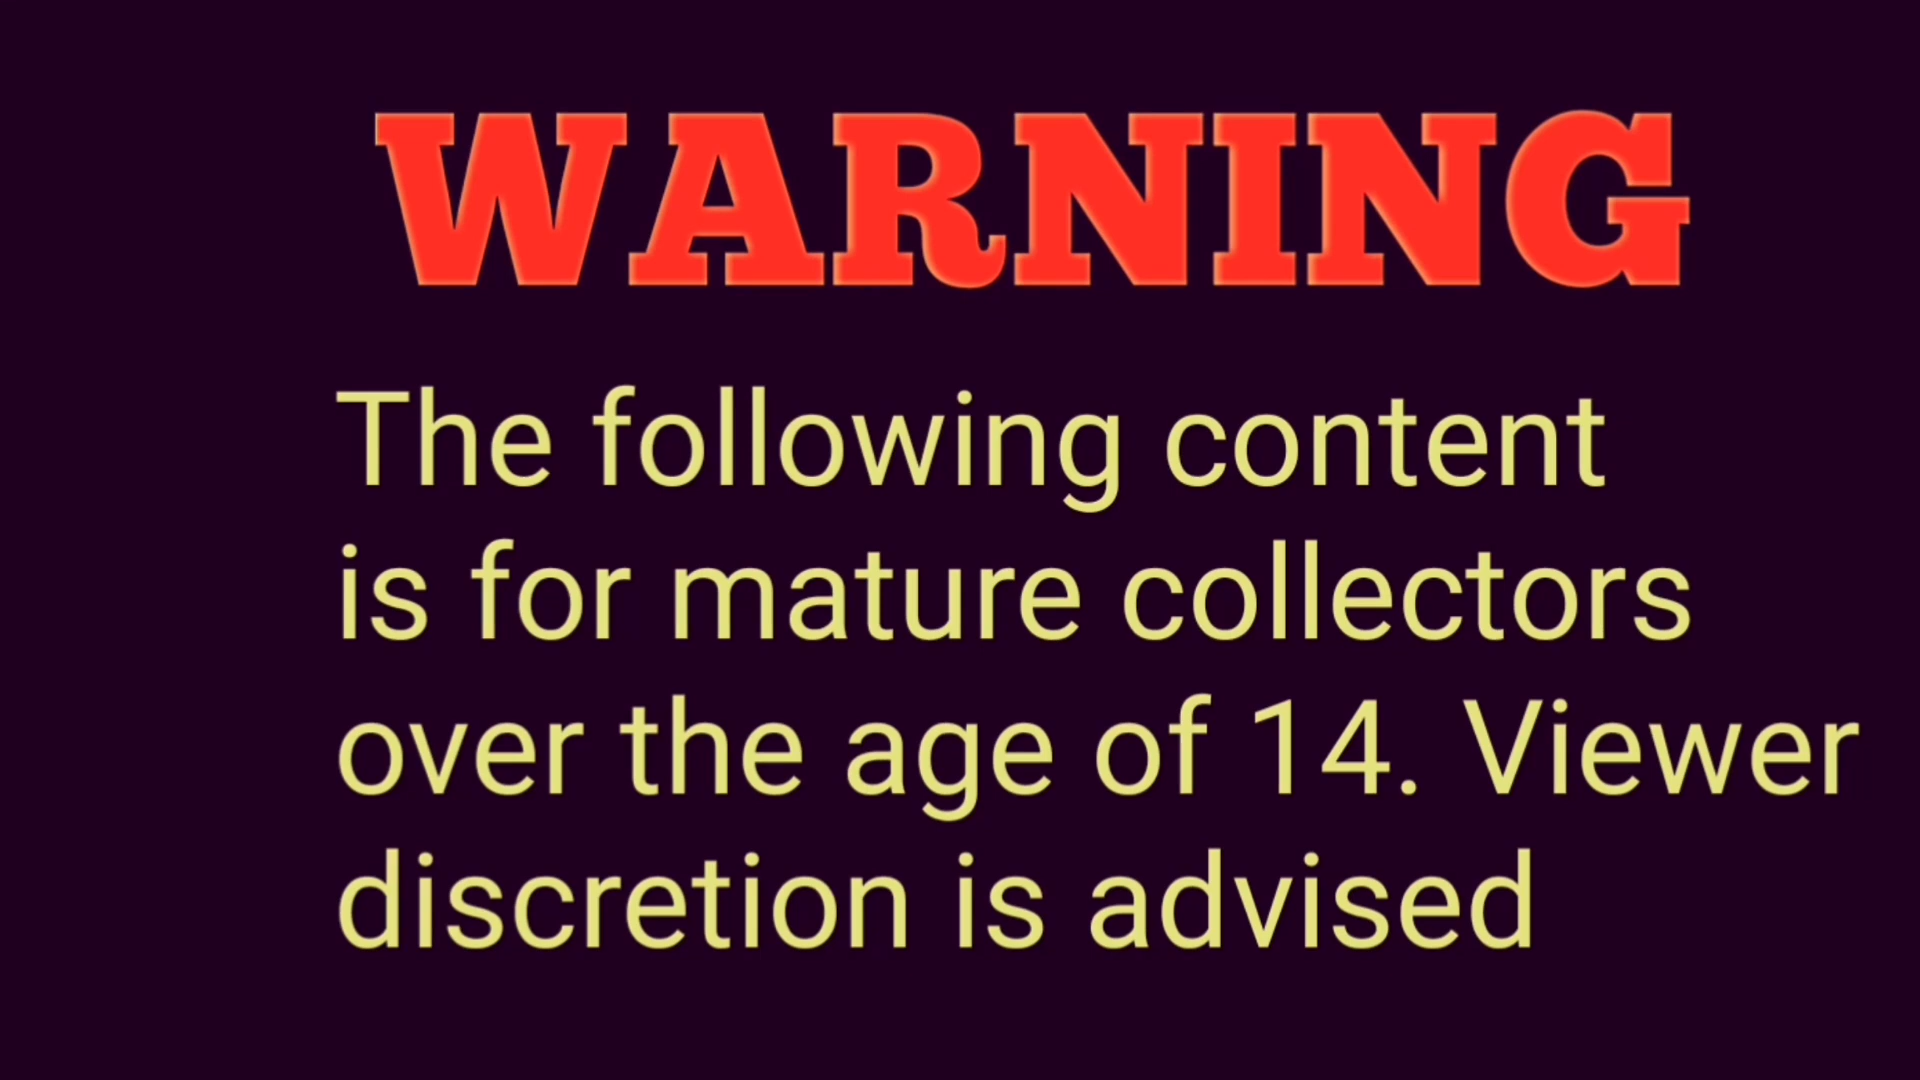 WARNING
The following content
is for mature collectors
over the age of 14. Viewer
discretion is advised